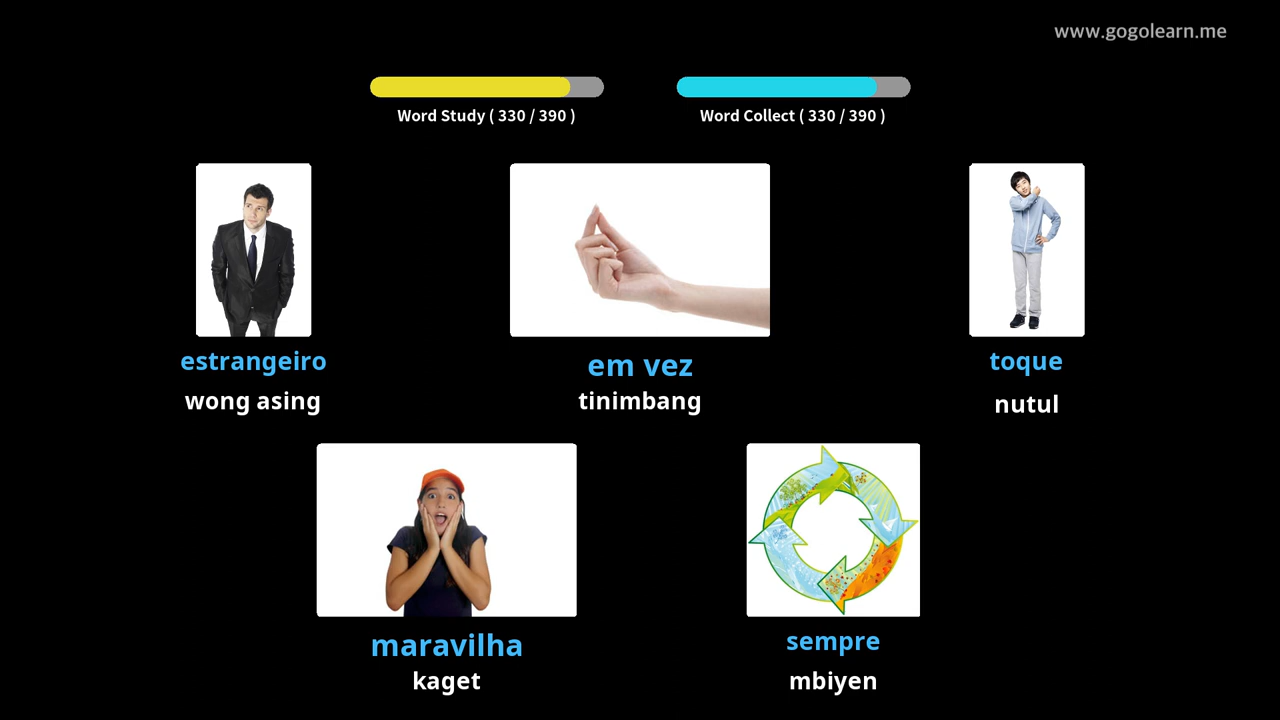 www.gogolearn.me
Word Study ( 330 / 390 )
Word Collect ( 330 / 390 )
estrangeiro
wong asing
em vez
tinimbang
toque
nutul
maravilha
kaget
sempre
mbiyen